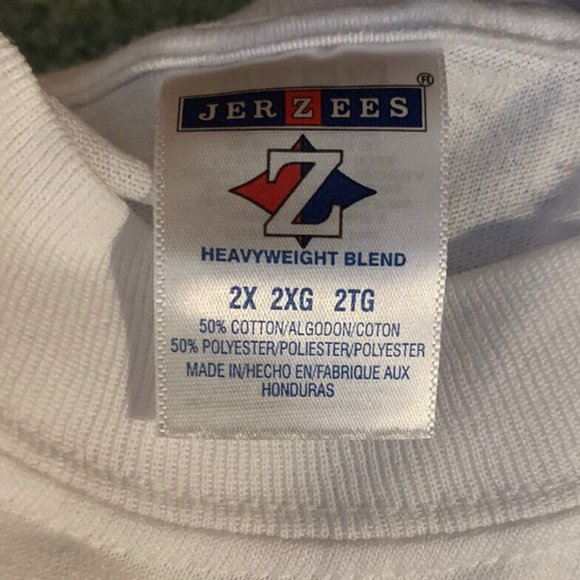 JERZEES ®
Z
HEAVYWEIGHT BLEND
2X 2XG 2TG
50% COTTON/ALGODON/COTON
50% POLYESTER/POLIESTER/POLYESTER
MADE IN/HECHO EN/FABRIQUE AUX
HONDURAS